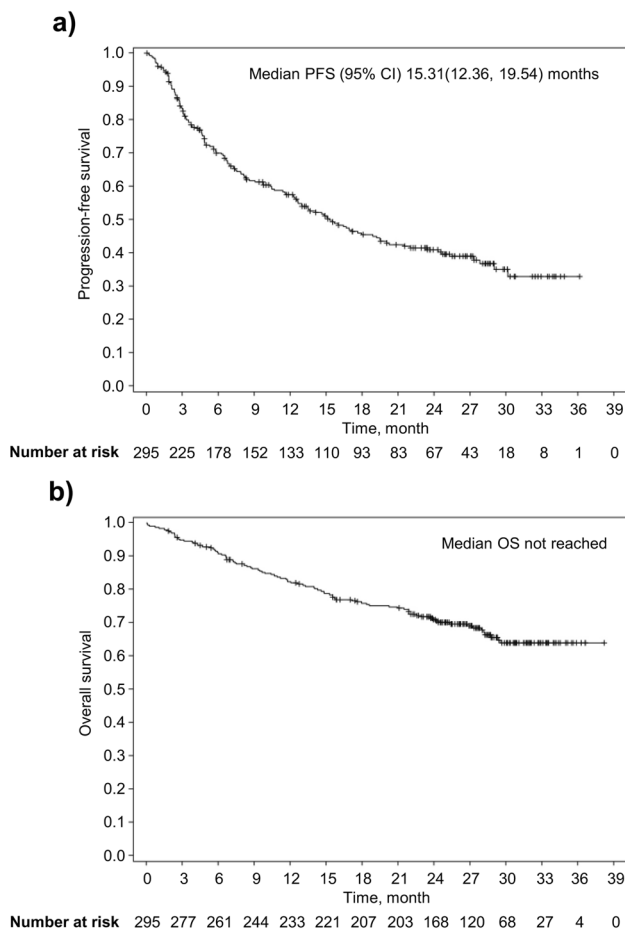 a)
Median PFS (95% CI) 15.31(12.36, 19.54) months
Progression-free survival
1.0
0.9
0.8
0.7
0.6
0.5
0.4
0.3
0.2
0.1
0.0
0 3 6 9 12 15 18 21 24 27 30 33 36 39
Time, month
Number at risk 295 225 178 152 133 110 93 83 67 43 18 8 1 0
b)
Median OS not reached
Overall survival
1.0
0.9
0.8
0.7
0.6
0.5
0.4
0.3
0.2
0.1
0.0
0 3 6 9 12 15 18 21 24 27 30 33 36 39
Time, month
Number at risk 295 277 261 244 233 221 207 203 168 120 68 27 4 0